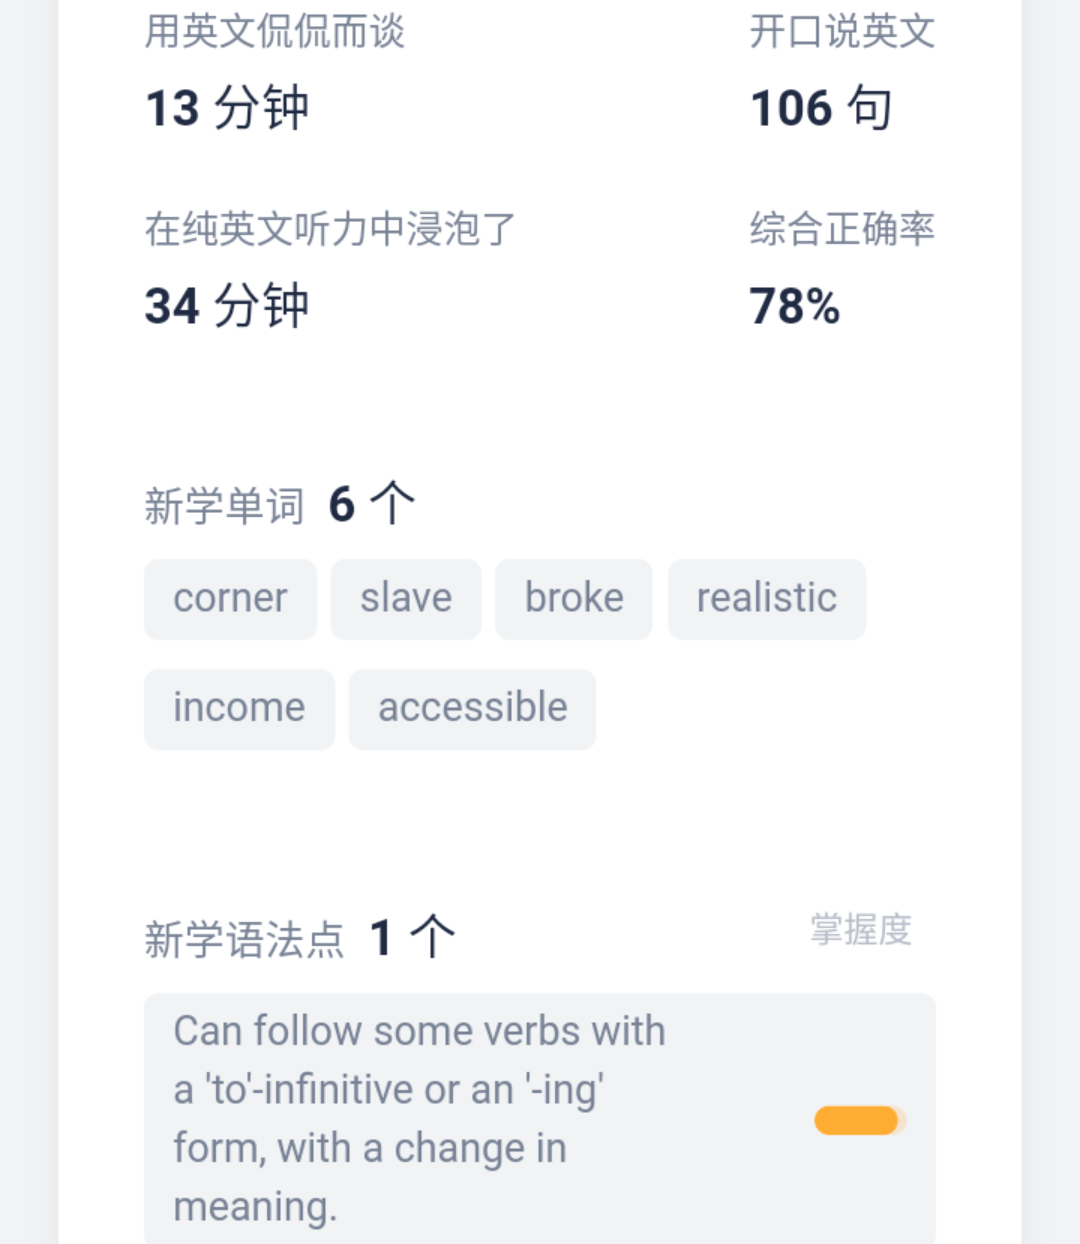 用英文侃侃而谈 开口说英文
13 分钟 106 句
在纯英文听力中浸泡了 综合正确率
34 分钟 78%
新学单词 6 个
corner slave broke realistic
income accessible
新学语法点 1 个 掌握度
Can follow some verbs with
a 'to'-infinitive or an '-ing'
form, with a change in
meaning.